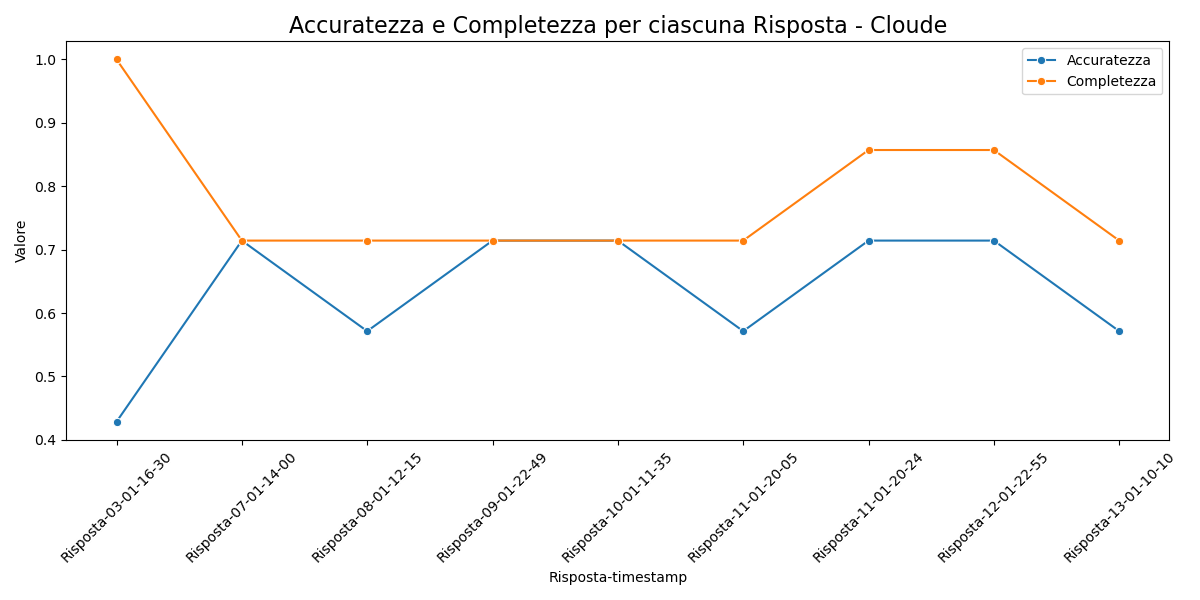 Accuratezza e Completezza per ciascuna Risposta - Cloude
Accuratezza
Completezza
Valore
1.0
0.9
0.8
0.7
0.6
0.5
0.4
Risposta-03-01-16-30
Risposta-07-01-14-00
Risposta-08-01-12-15
Risposta-09-01-22-49
Risposta-10-01-11-35
Risposta-11-01-20-05
Risposta-11-01-20-24
Risposta-12-01-22-55
Risposta-13-01-10-10
Risposta-timestamp